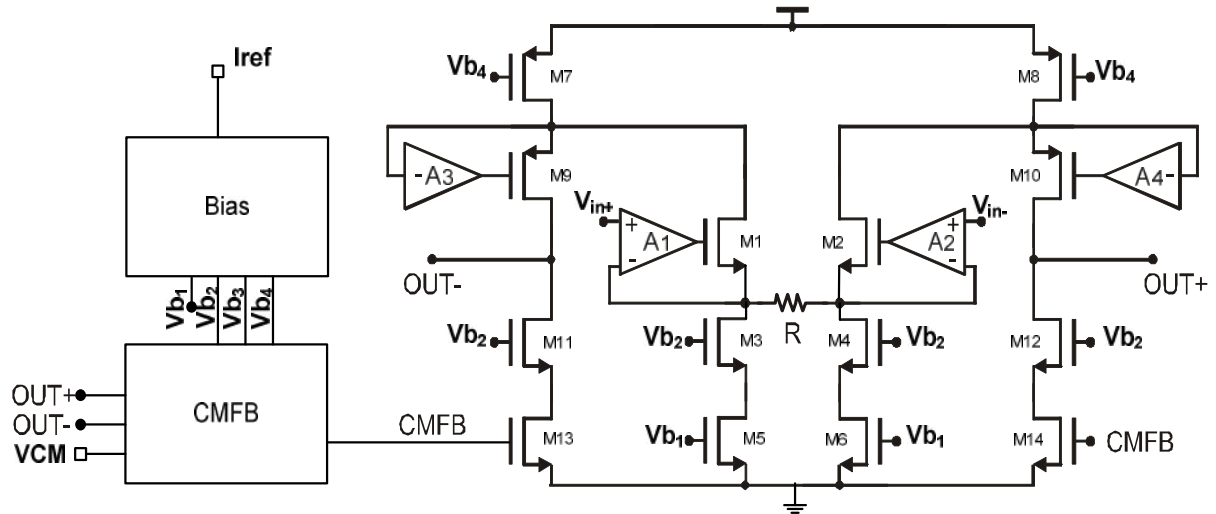 Iref
Bias
Vb1
Vb2
Vb3
Vb4
OUT+
OUT-
VCM
CMFB
CMFB
Vb4
M7
M8
Vb4
-A3
M9
M10
A4-
Vin+
+
-
A1
M1
M2
A2
+
-
Vin-
OUT-
OUT+
R
Vb2
M11
Vb2
M3
M4
Vb2
M12
Vb2
M13
Vb1
M5
M6
Vb1
M14
CMFB